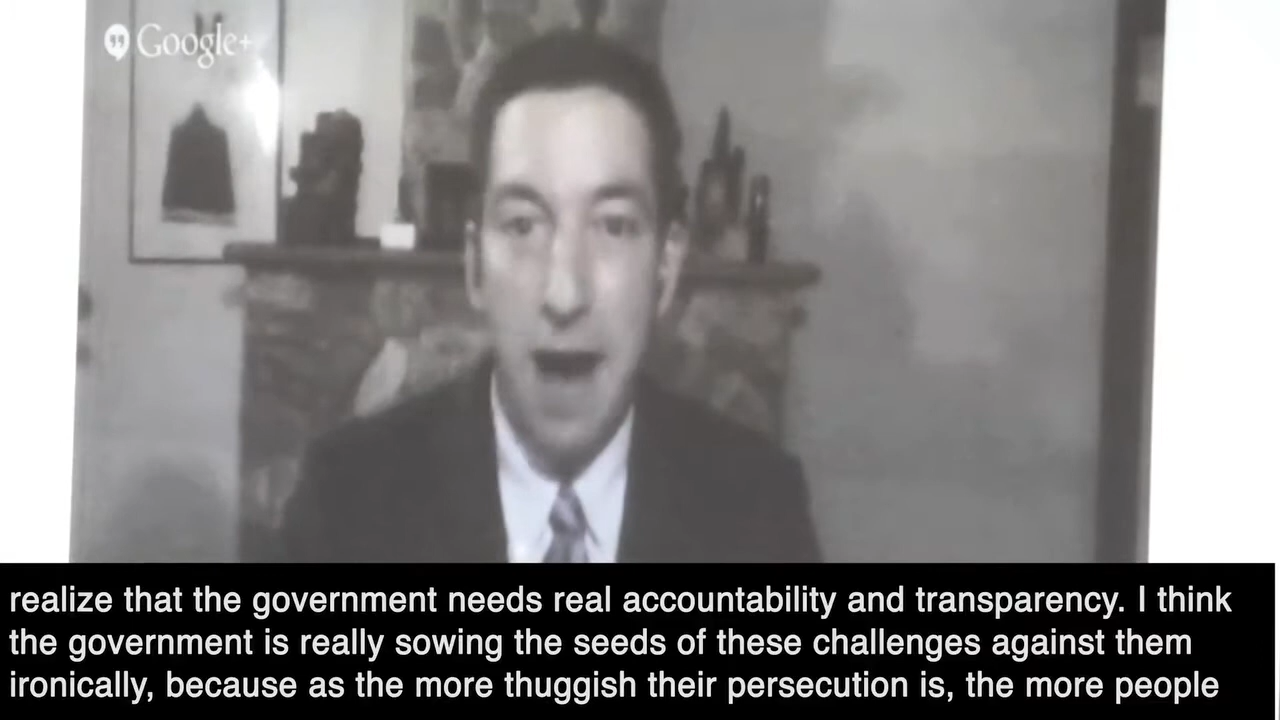 Google+
realize that the government needs real accountability and transparency. I think
the government is really sowing the seeds of these challenges against them
ironically, because as the more thuggish their persecution is, the more people